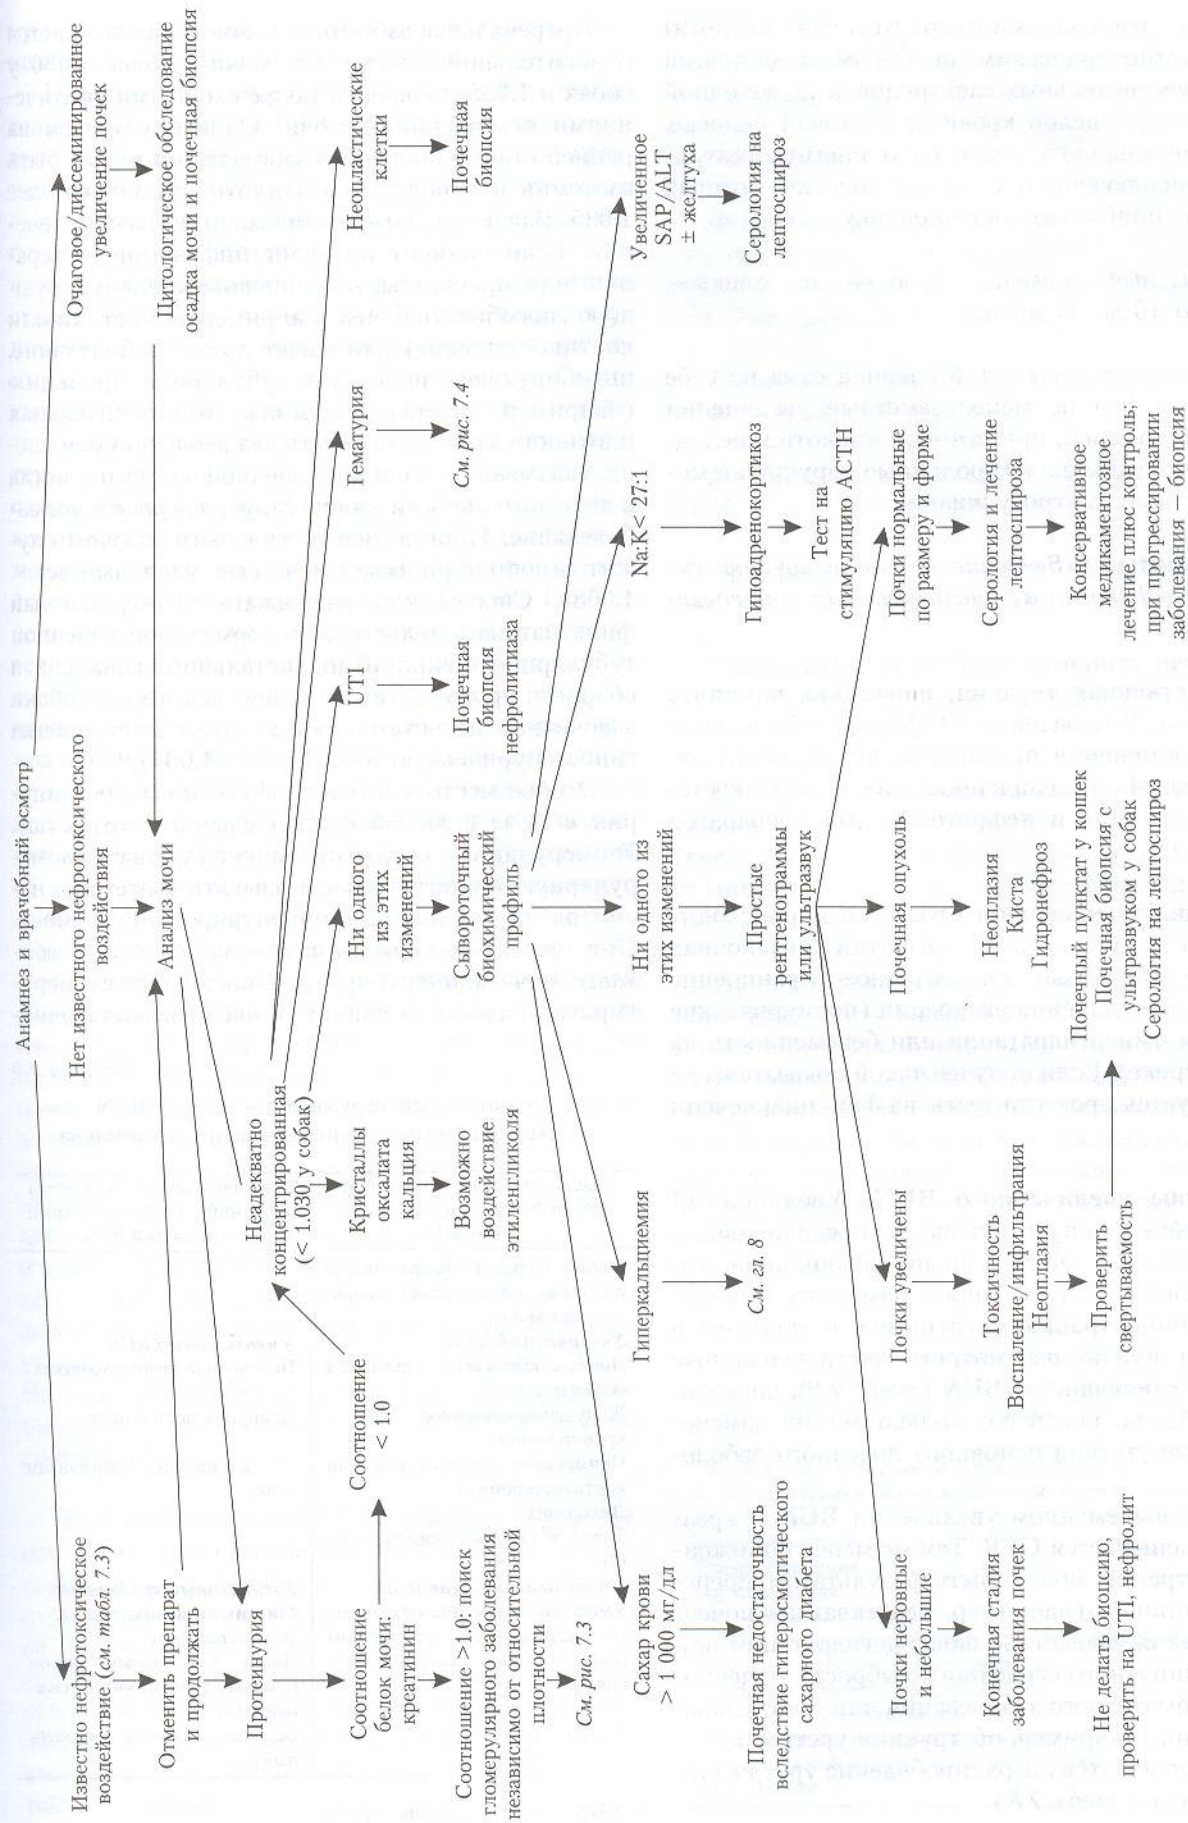 Анамнез и врачебный осмотр
Известно нефротоксическое
воздействие (см. табл. 7.3)
Нет известного нефротоксического
воздействия
Очаговое/диссеминированное
увеличение почек
Отменить препарат
и продолжать
Анализ мочи
Цитологическое обследование
осадка мочи и почечная биопсия
Протеинурия
Неадекватно
концентрированная
(< 1.030 у собак)
Соотношение
белок мочи
креатинин
Соотношение
< 1.0
Кристаллы
оксалата
кальция
Ни одного
из этих
изменений
UTI
Гематурия
Неопластические
клетки
Соотношение >1.0: поиск
гломерулярного заболевания
независимо от относительной
плотности
Возможно
воздействие
этиленгликоля
Сывороточный
биохимический
профиль
Почечная
биопсия
нефропитиаза
См. рис.7.4
Почечная
биопсия
См. рис. 7.3
Сахар крови
> 1000 мг/дл
Гиперкальциемия
Ни одного из
этих изменений
Na:K<27:1
Увеличенное
SAP/ALT
± желтуха
Почечная недостаточность
вследствие гиперосмотического
сахарного диабета
См. гл. 8
Простые
рентгенограммы
или ультразвук
Гипоадренокоризоз
Серология на
лептоспироз
Тест на
стимуляцию ACTH
Почки неровные
и небольшие
Почки увеличены
Почечная опухоль
Почки нормальные
по размеру и форме
Конечная стадия
заболевания почек
Токсичность
Воспаление/инфильтрация
Неоплазия
Неоплазия
Киста
Гидронефроз
Серология и лечение
лептоспироза
Не делать биопсию,
проверить на UTI, нефролит
Проверить
свертываемость
Почечный пунктат у кошек
Почечная биопсия с
ультразвуком у собак
Серология на лептоспироз
Консервативное
медикаментозное
лечение плюс контроль;
при прогрессировании
заболевания – биопсия